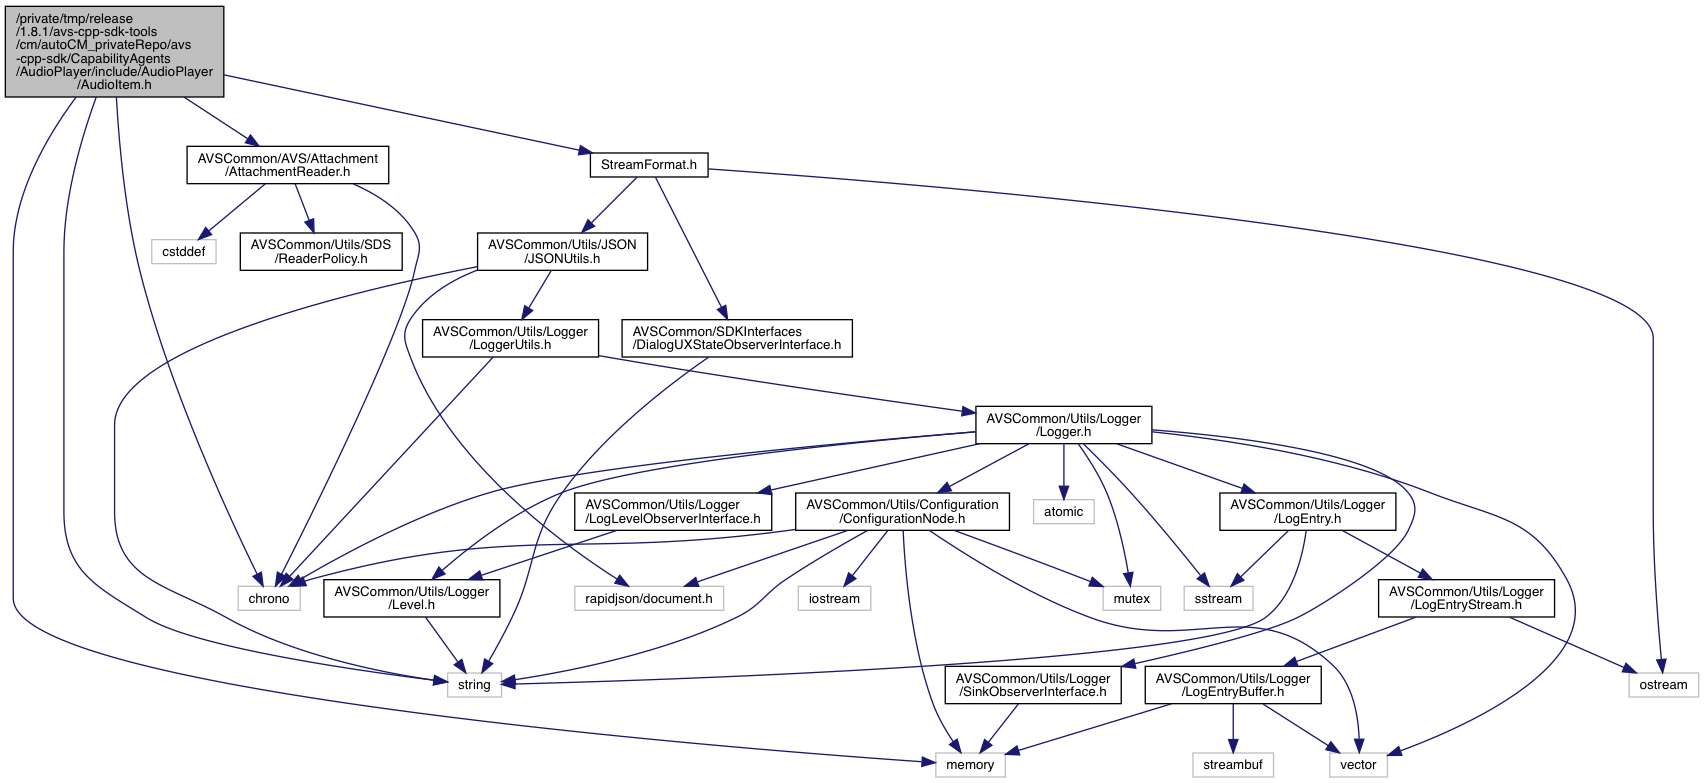 /private/tmp/release
/1.8.1/avs-cpp-sdk-tools
/cm/autoCM_privateRepo/avs
-cpp-sdk/CapabilityAgents
/AudioPlayer/include/AudioPlayer
/AudioItem.h
AVSCommon/AVS/Attachment
/AttachmentReader.h
StreamFormat.h
cstddef
AVSCommon/Utils/SDS
/ReaderPolicy.h
AVSCommon/Utils/JSON
/JSONUtils.h
AVSCommon/Utils/Logger
/LoggerUtils.h
AVSCommon/SDKInterfaces
/DialogUXStateObserverInterface.h
AVSCommon/Utils/Logger
/Logger.h
AVSCommon/Utils/Logger
/LogLevelObserverInterface.h
AVSCommon/Utils/Configuration
/ConfigurationNode.h
atomic
AVSCommon/Utils/Logger
/LogEntry.h
chrono
AVSCommon/Utils/Logger
/Level.h
rapidjson/document.h
iostream
mutex
sstream
AVSCommon/Utils/Logger
/LogEntryStream.h
string
AVSCommon/Utils/Logger
/SinkObserverInterface.h
AVSCommon/Utils/Logger
/LogEntryBuffer.h
ostream
memory
streambuf
vector